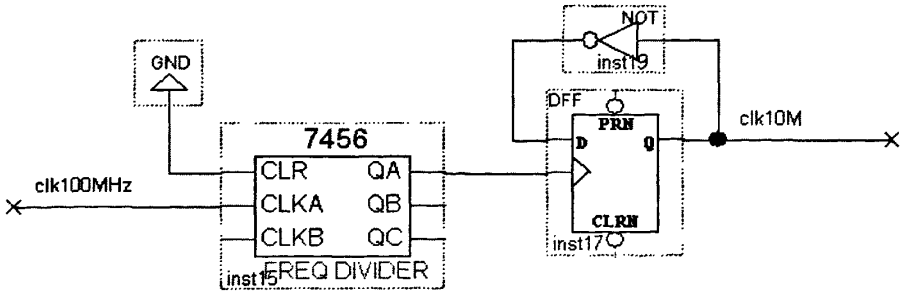 NOT
inst19
GND
DFF
PRN
clk10M
7456
D Q
CLR QA
clk100MHz
CLKA QB
CLRN
CLKB QC
inst17
inst15
FREQ DIVIDER